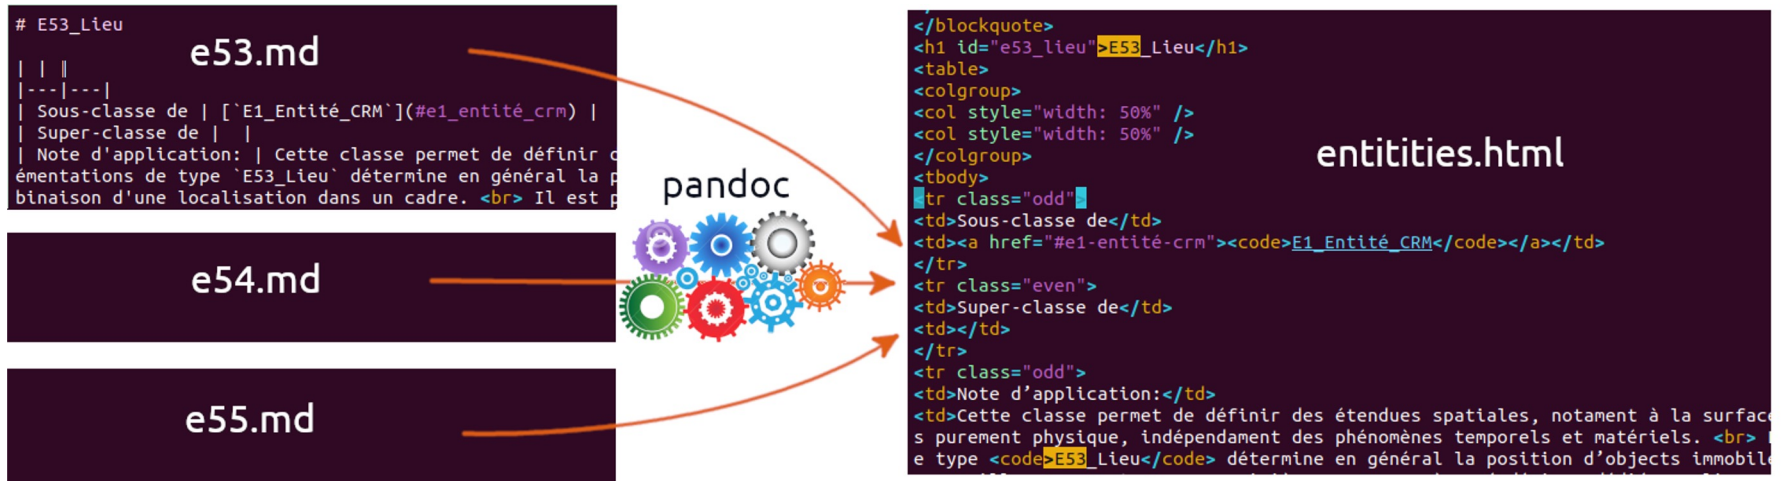 # E53_Lieu
e53.md
| | |
|---|---|
| Sous-classe de | [`E1_Entité_CRM`](#e1_entité_crm) |
| Super-classe de |  |
| Note d'application: | Cette classe permet de définir
émentations de type `E53_Lieu` détermine en général la
binaison d'une localisation dans un cadre. <br> Il est
e54.md
e55.md
pandoc
</blockquote>
<h1 id="e53_lieu">E53_Lieu</h1>
<table>
<colgroup>
<col style="width: 50%" />
<col style="width: 50%" />
</colgroup>
entitities.html
<tbody>
<tr class="odd">
<td>Sous-classe de</td>
<td><a href="#e1-entité-crm"><code>E1_Entité_CRM</code></a></td>
</tr>
<tr class="even">
<td>Super-classe de</td>
<td></td>
</tr>
<tr class="odd">
<td>Note d’application:</td>
<td>Cette classe permet de définir des étendues spatiales, notament à la surface
s purement physique, indépendament des phénomènes temporels et matériels. <br>
e type <code>E53_Lieu</code> détermine en général la position d’objects immobile